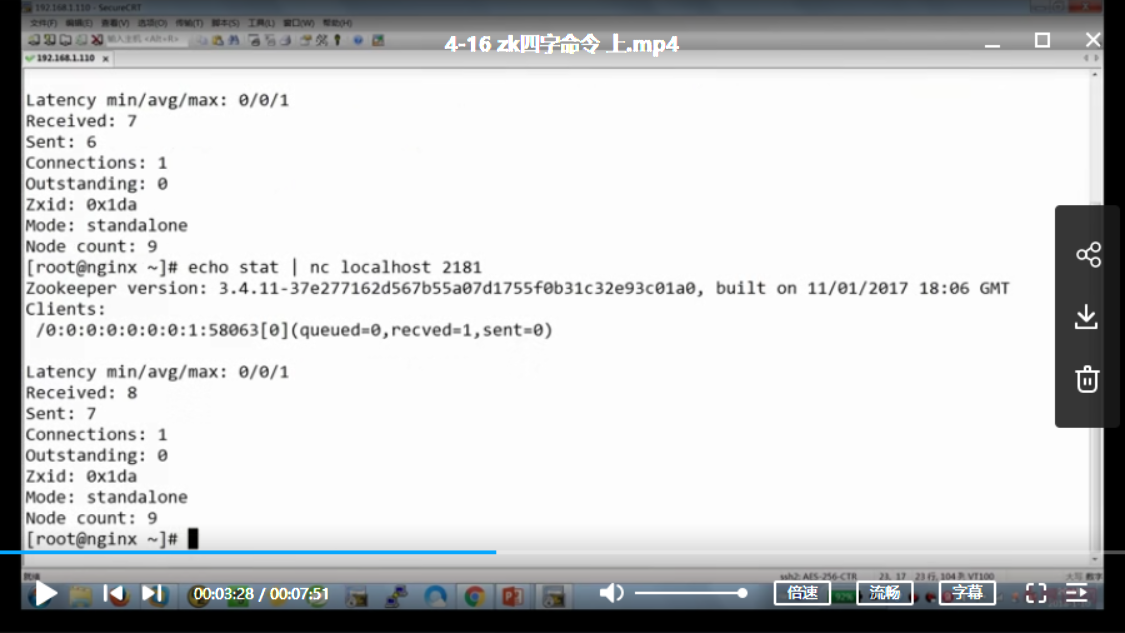 192.168.1.110 - SecureCRT
文件(F) 编辑(E) 查看(V) 选项(O) 传输(T) 脚本(S) 工具(L) 窗口(W) 帮助(H)
输入主机 <Alt+R>
4-16 zk四字命令 上.mp4
192.168.1.110
Latency min/avg/max: 0/0/1
Received: 7
Sent: 6
Connections: 1
Outstanding: 0
Zxid: 0x1da
Mode: standalone
Node count: 9
[root@nginx ~]# echo stat | nc localhost 2181
Zookeeper version: 3.4.11-37e277162d567b55a07d1755f0b31c32e93c01a0, built on 11/01/2017 18:06 GMT
Clients:
/0:0:0:0:0:0:0:1:58063[0](queued=0,recved=1,sent=0)
Latency min/avg/max: 0/0/1
Received: 8
Sent: 7
Connections: 1
Outstanding: 0
Zxid: 0x1da
Mode: standalone
Node count: 9
[root@nginx ~]#
就绪 ssh2: AES-256-CTR 23, 17 23 行, 104 列 VT100 大写 数字
00:03:28 / 00:07:51 倍速 流畅 字幕